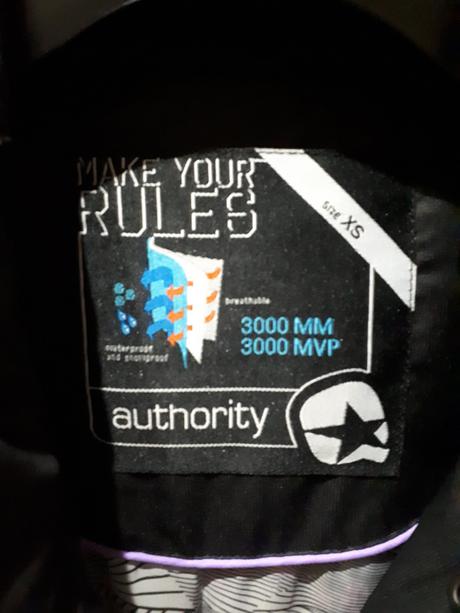 MAKE YOUR
RULES
SIZE XS
breathable
3000 MM
3000 MVP
waterproof
and snowproof
authority